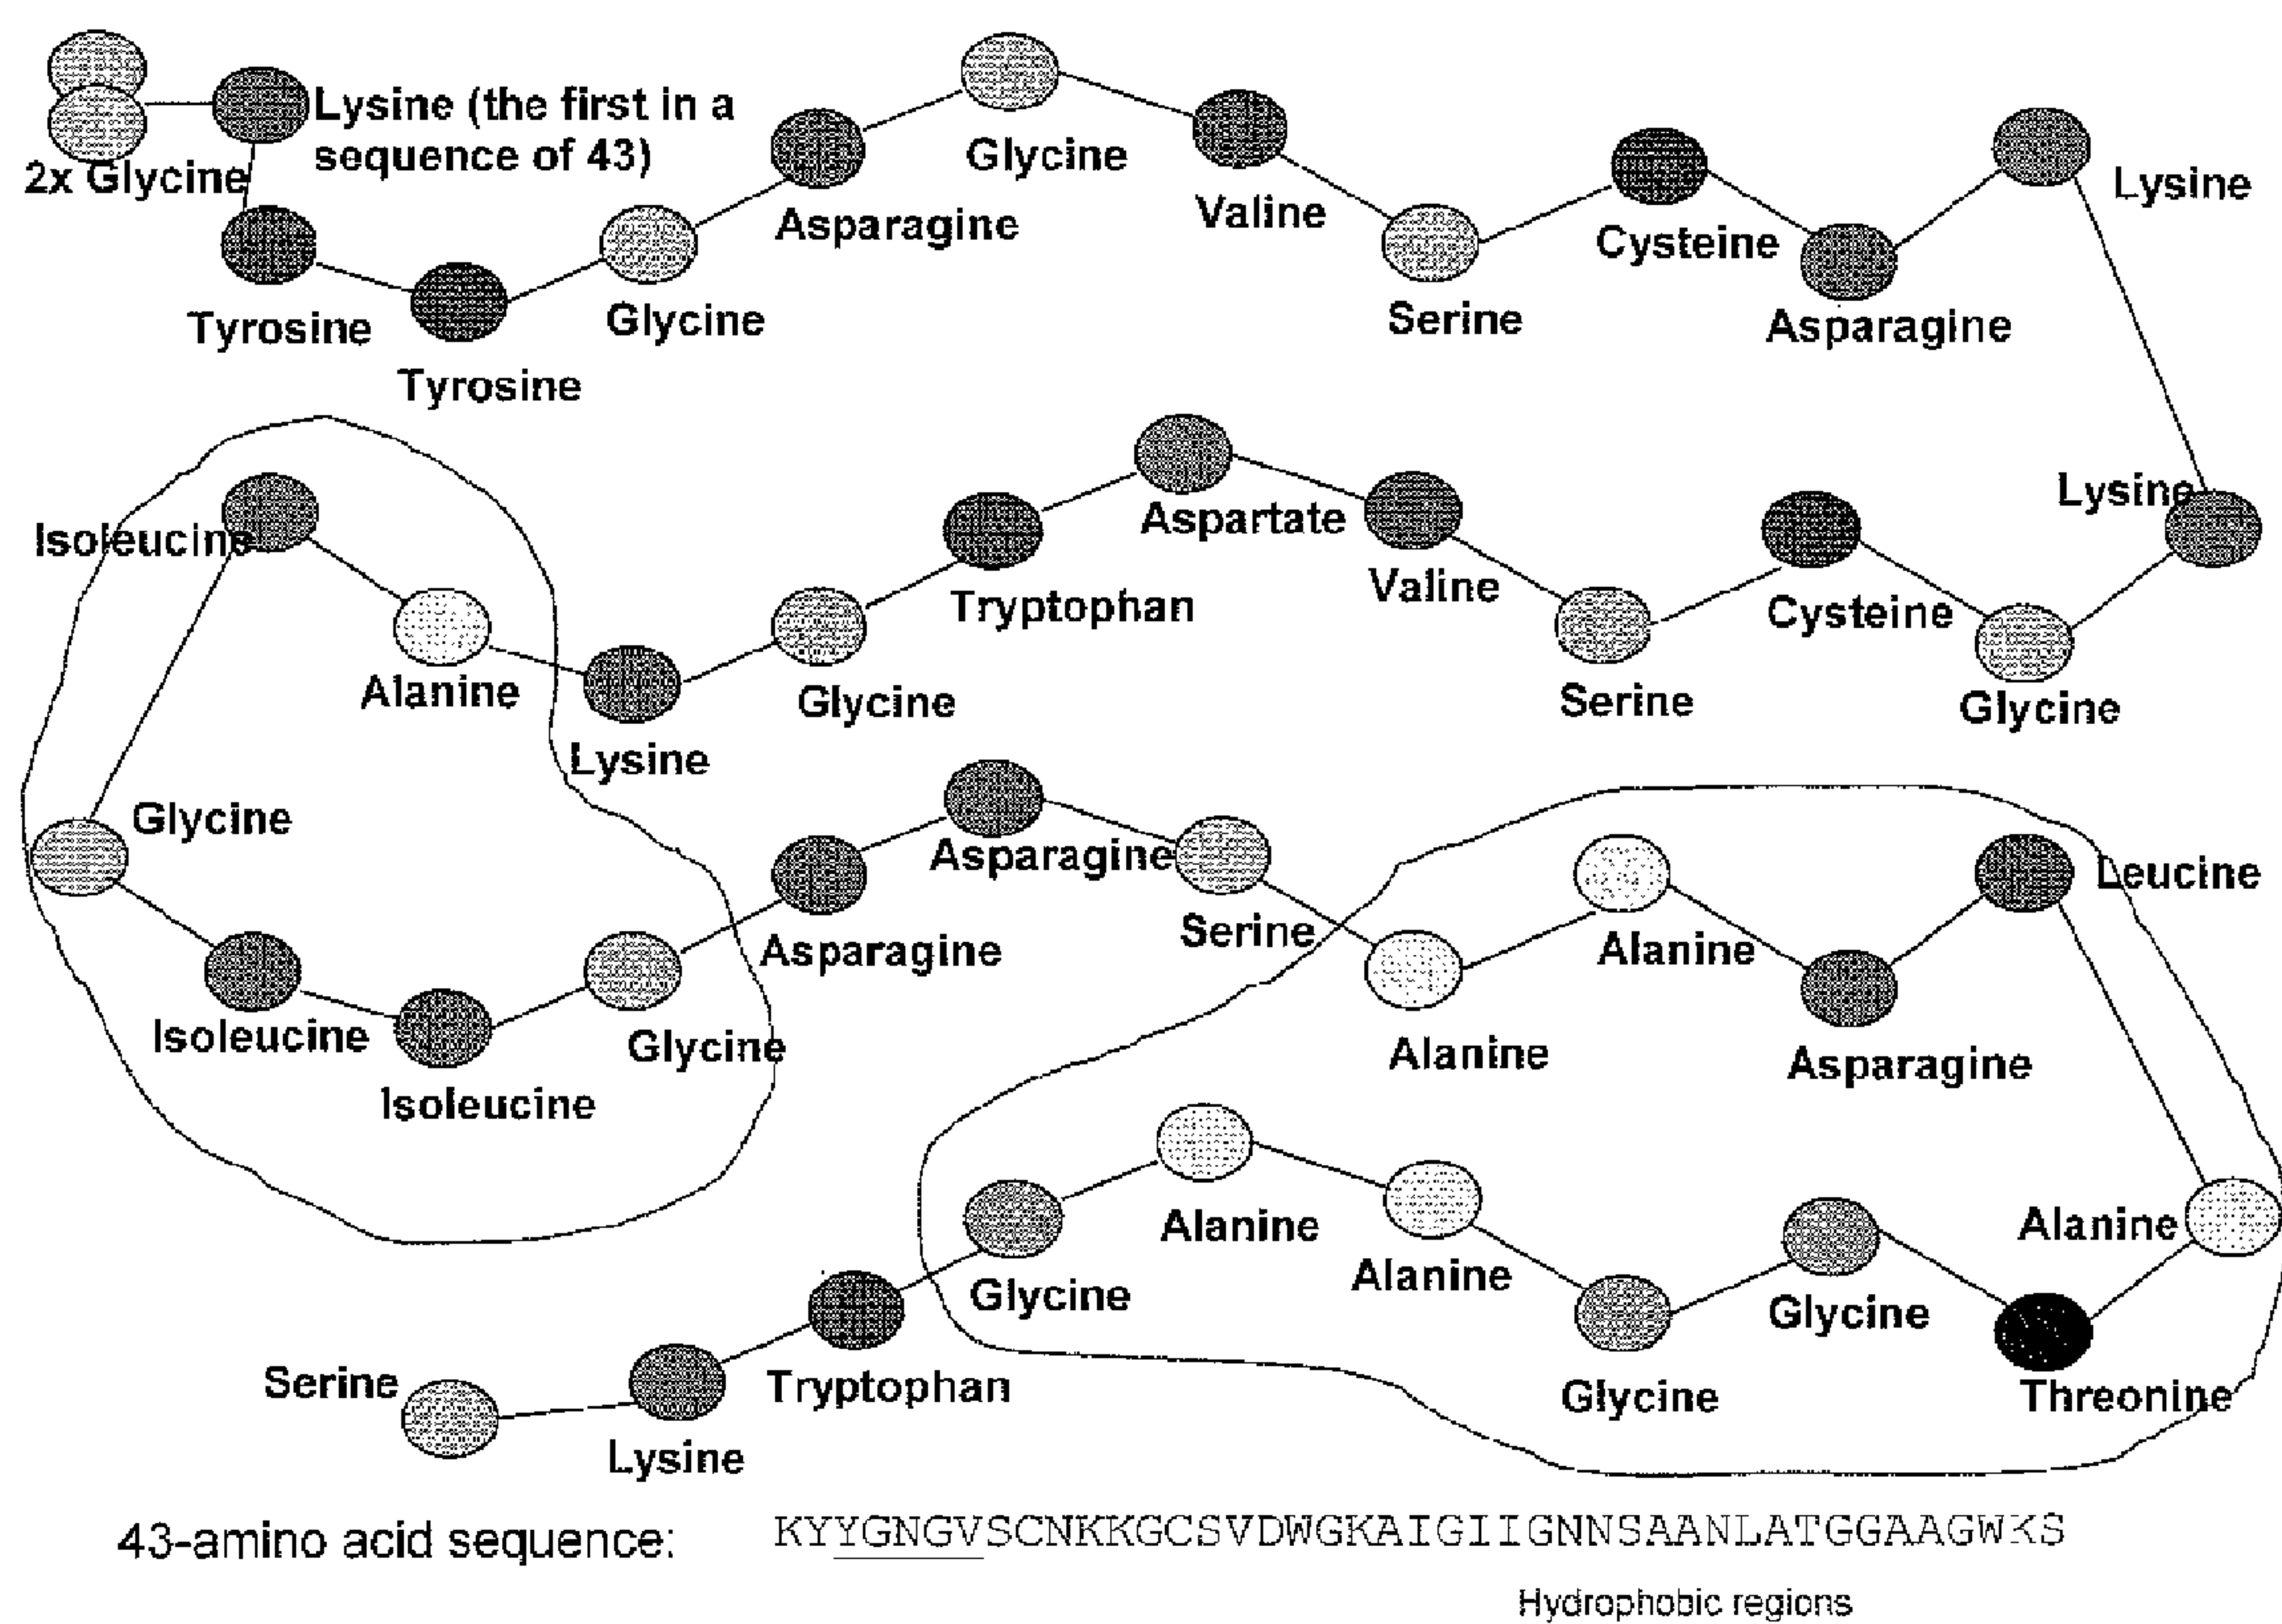 Lysine (the first in a
sequence of 43)
2x Glycine
Tyrosine
Tyrosine
Glycine
Asparagine
Glycine
Valine
Serine
Cysteine
Asparagine
Lysine
Lysine
Glycine
Cysteine
Serine
Valine
Aspartate
Tryptophan
Glycine
Lysine
Alanine
Isoleucine
Glycine
Isoleucine
Isoleucine
Glycine
Asparagine
Asparagine
Serine
Alanine
Alanine
Asparagine
Leucine
Alanine
Threonine
Glycine
Glycine
Alanine
Alanine
Glycine
Tryptophan
Lysine
Serine
43-amino acid sequence: KYYGNGVSCNKKGCSVDWGKAIGIIGNNSAANLATGGAAGWKS
Hydrophobic regions